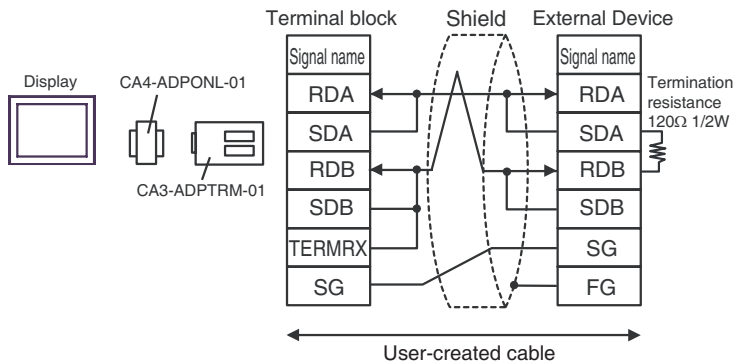 Terminal block
Shield
External Device
Display
CA4-ADPONL-01
CA3-ADPTRM-01
Signal name
RDA
SDA
RDB
SDB
TERMRX
SG
Signal name
RDA
SDA
RDB
SDB
SG
FG
Termination
resistance
120Ω 1/2W
User-created cable